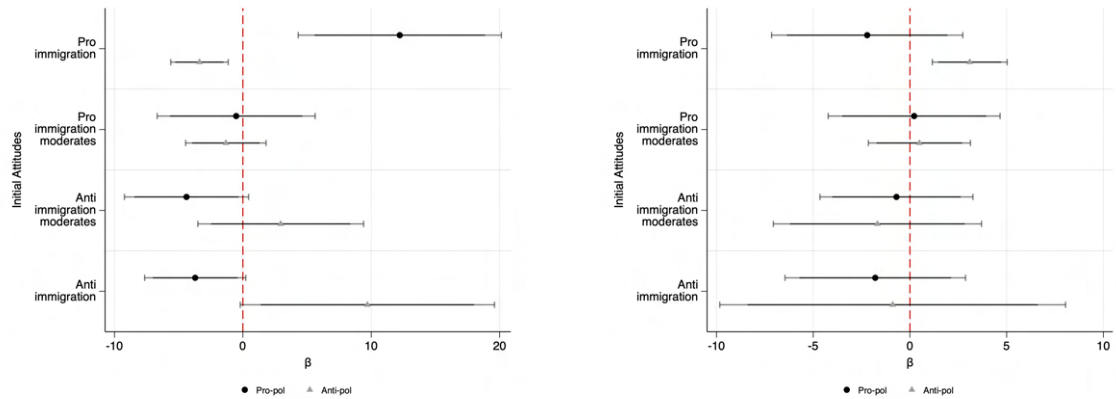 Initial Attitudes
Pro
immigration
Pro
immigration
moderates
Anti
immigration
moderates
Anti
immigration
-10
0
10
20
β
Pro-pol
Anti-pol
Initial Attitudes
Pro
immigration
Pro
immigration
moderates
Anti
immigration
moderates
Anti
immigration
-10
-5
0
5
10
β
Pro-pol
Anti-pol